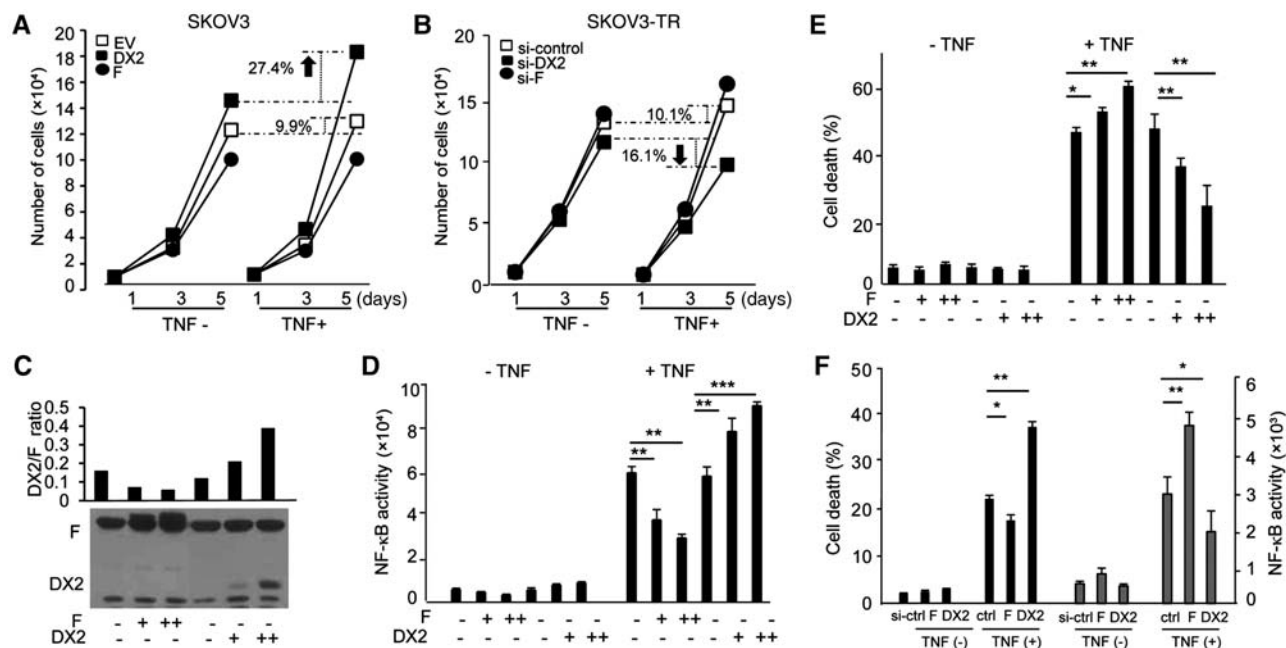 A
SKOV3
EV
DX2
F
27.4%
9.9%
Number of cells (×10⁴)
20
18
16
14
12
10
8
6
4
2
0
1 3 5 1 3 5 (days)
TNF - TNF+
B
SKOV3-TR
si-control
si-DX2
si-F
10.1%
16.1%
Number of cells (×10⁴)
20
15
10
5
0
1 3 5 1 3 5 (days)
TNF - TNF+
C
DX2/F ratio
0.5
0.4
0.3
0.2
0.1
0
F
DX2
F - + ++ - - -
DX2 - - - - + ++
D
- TNF + TNF
NF-κB activity (×10⁴)
10
8
6
4
2
0
** ** ** ***
F - + ++ - - - - + ++ - - -
DX2 - - - - + ++ - - - - + ++
E
- TNF + TNF
Cell death (%)
80
60
40
20
0
* ** ** **
F - + ++ - - - - + ++ - - -
DX2 - - - - + ++ - - - - + ++
F
Cell death (%)
50
40
30
20
10
0
NF-κB activity (×10³)
6
5
4
3
2
1
0
** * * **
si-ctrl F DX2 ctrl F DX2 si-ctrl F DX2 ctrl F DX2
TNF (-) TNF (+) TNF (-) TNF (+)